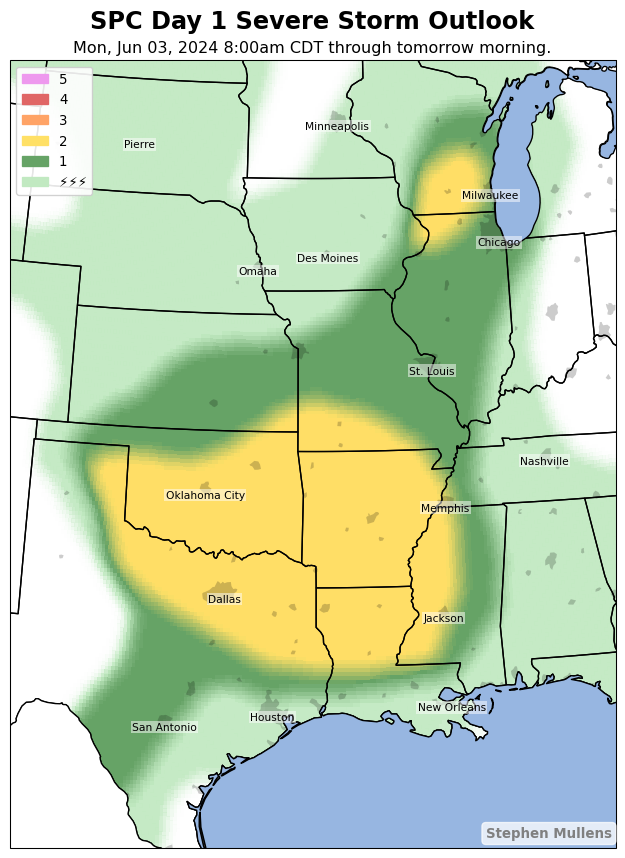 SPC Day 1 Severe Storm Outlook
Mon, Jun 03, 2024 8:00am CDT through tomorrow morning.
5
4
3
2
1
⚡⚡⚡
Minneapolis
Pierre
Milwaukee
Chicago
Des Moines
Omaha
St. Louis
Nashville
Oklahoma City
Memphis
Dallas
Jackson
New Orleans
Houston
San Antonio
Stephen Mullens